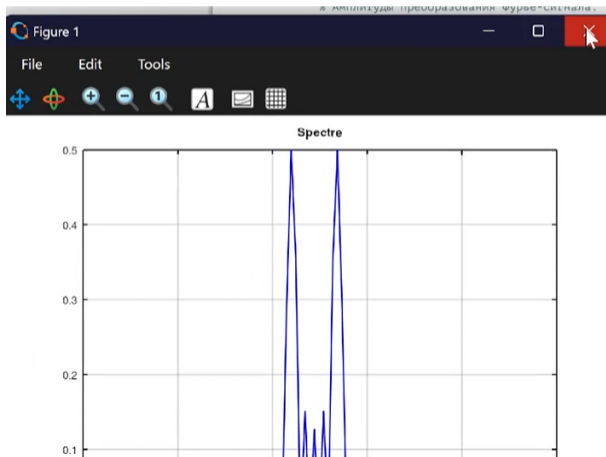 % Амплитуды преобразования Фурье-сигнала.
Figure 1
File Edit Tools
1 A
Spectre
0.5
0.4
0.3
0.2
0.1